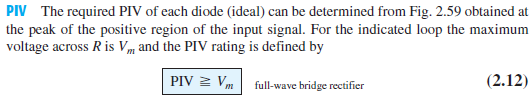 PIV The required PIV of each diode (ideal) can be determined from Fig. 2.59 obtained at
the peak of the positive region of the input signal. For the indicated loop the maximum
voltage across R is Vm and the PIV rating is defined by
PIV ≧ Vm full-wave bridge rectifier (2.12)